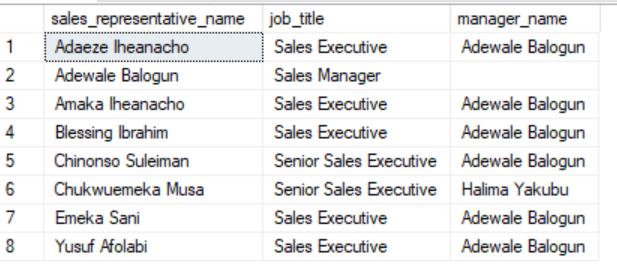 sales_representative_name job_title manager_name
1 Adaeze Iheanacho Sales Executive Adewale Balogun
2 Adewale Balogun Sales Manager
3 Amaka Iheanacho Sales Executive Adewale Balogun
4 Blessing Ibrahim Sales Executive Adewale Balogun
5 Chinonso Suleiman Senior Sales Executive Adewale Balogun
6 Chukwuemeka Musa Senior Sales Executive Halima Yakubu
7 Emeka Sani Sales Executive Adewale Balogun
8 Yusuf Afolabi Sales Executive Adewale Balogun